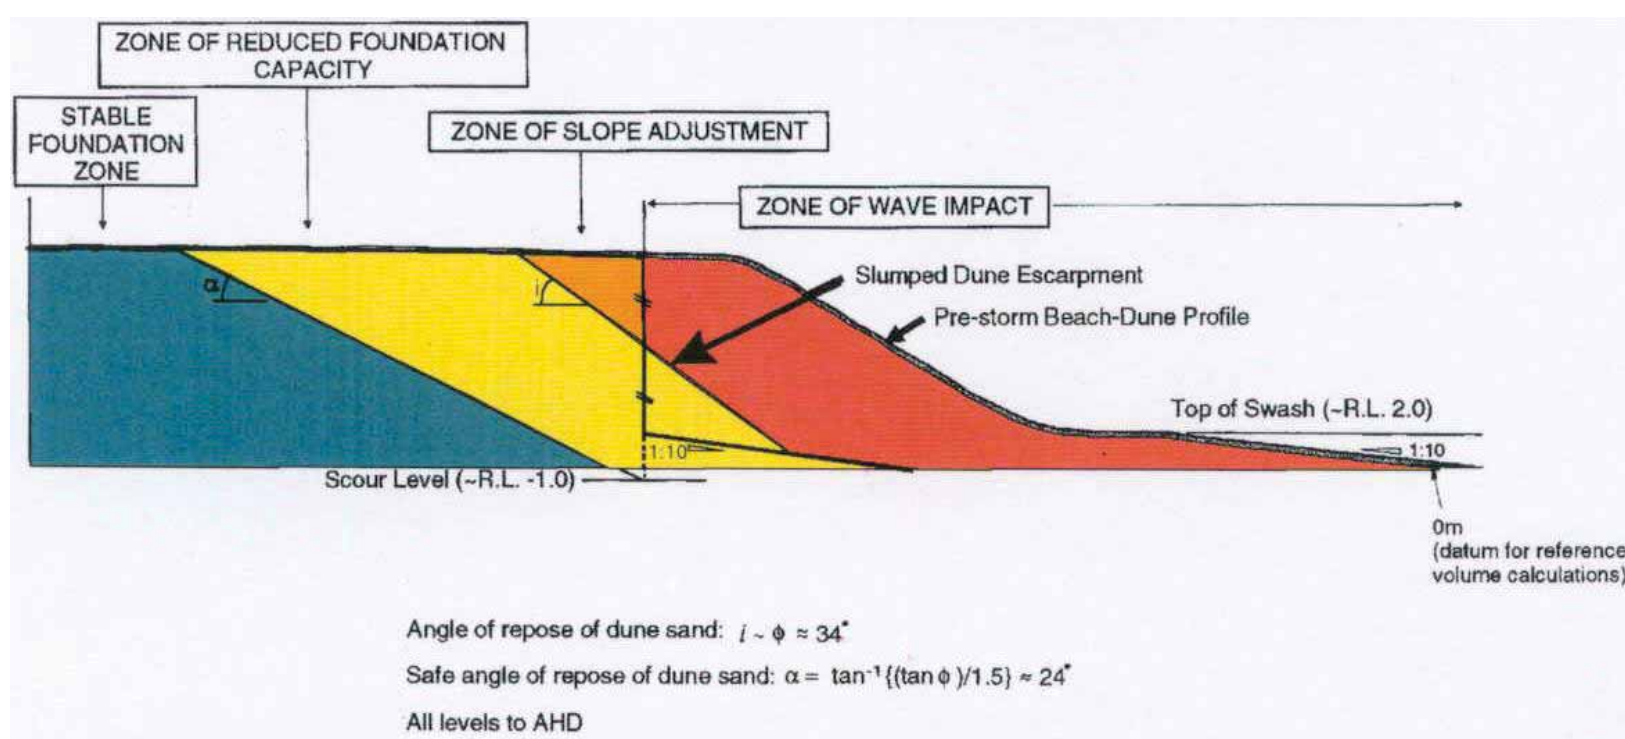 ZONE OF REDUCED FOUNDATION
CAPACITY
STABLE
FOUNDATION
ZONE
ZONE OF SLOPE ADJUSTMENT
ZONE OF WAVE IMPACT
α
i
Slumped Dune Escarpment
Pre-storm Beach-Dune Profile
Top of Swash (~R.L. 2.0)
1:10
1:10
Scour Level (~R.L. -1.0)
0m
(datum for reference
volume calculations)
Angle of repose of dune sand: i ~ ϕ ≈ 34°
Safe angle of repose of dune sand: α = tan⁻¹{(tan ϕ)/1.5} ≈ 24°
All levels to AHD